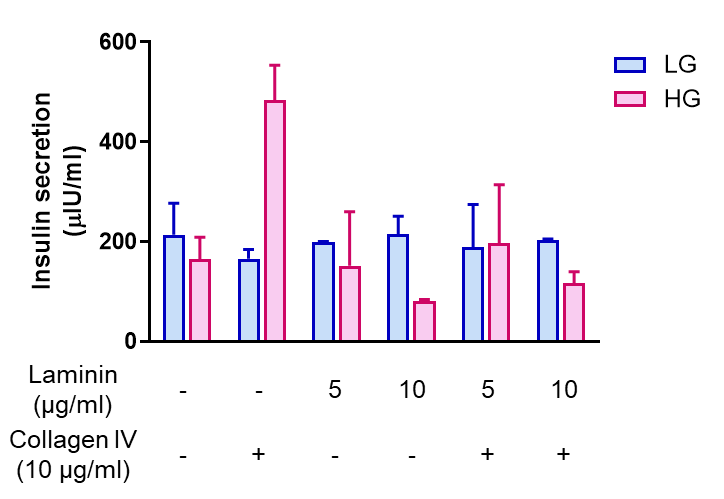 600
400
200
0
Insulin secretion
(μIU/ml)
LG
HG
Laminin
(μg/ml)
- - 5 10 5 10
Collagen IV
(10 μg/ml)
- + - - + +